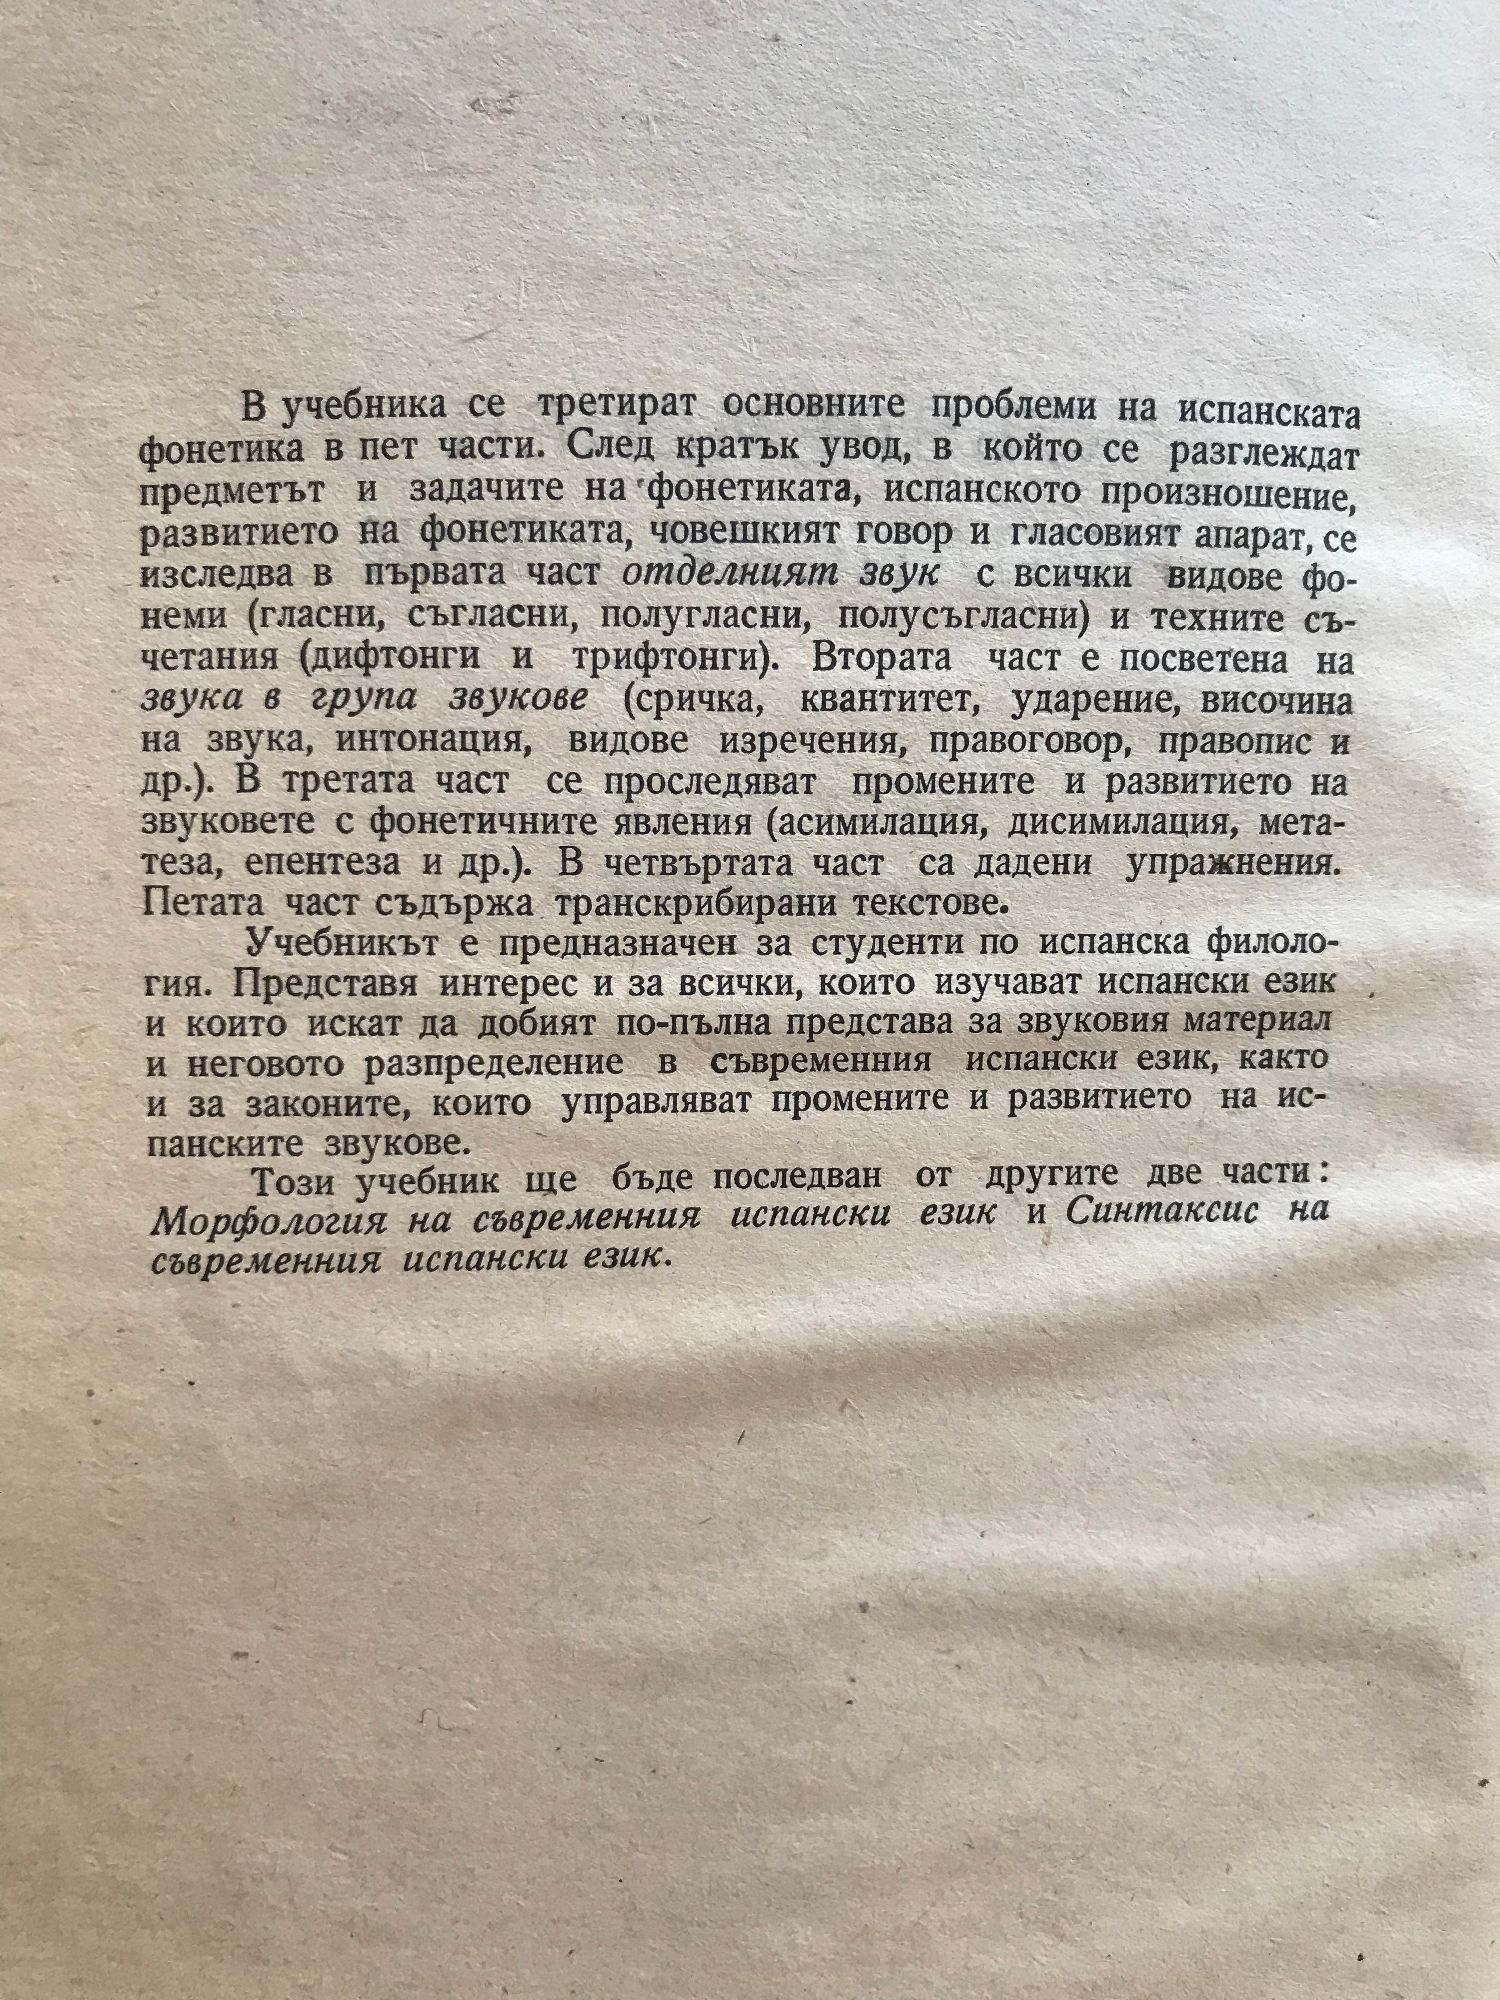 В учебника се третират основните проблеми на испанската
фонетика в пет части. След кратък увод, в който се разглеждат
предметът и задачите на фонетиката, испанското произношение,
развитието на фонетиката, човешкият говор и гласовият апарат, се
изследва в първата част отделният звук с всички видове фо-
неми (гласни, съгласни, полугласни, полусъгласни) и техните съ-
четания (дифтонги и трифтонги). Втората част е посветена на
звука в група звукове (сричка, квантитет, ударение, височина
на звука, интонация, видове изречения, правоговор, правопис и
др.). В третата част се проследяват промените и развитието на
звуковете с фонетичните явления (асимилация, дисимилация, мета-
теза, епентеза и др.). В четвъртата част са дадени упражнения.
Петата част съдържа транскрибирани текстове.
Учебникът е предназначен за студенти по испанска филоло-
гия. Представя интерес и за всички, които изучават испански език
и които искат да добият по-пълна представа за звуковия материал
и неговото разпределение в съвременния испански език, както
и за законите, които управляват промените и развитието на ис-
панските звукове.
Този учебник ще бъде последван от другите две части:
Морфология на съвременния испански език и Синтаксис на
съвременния испански език.